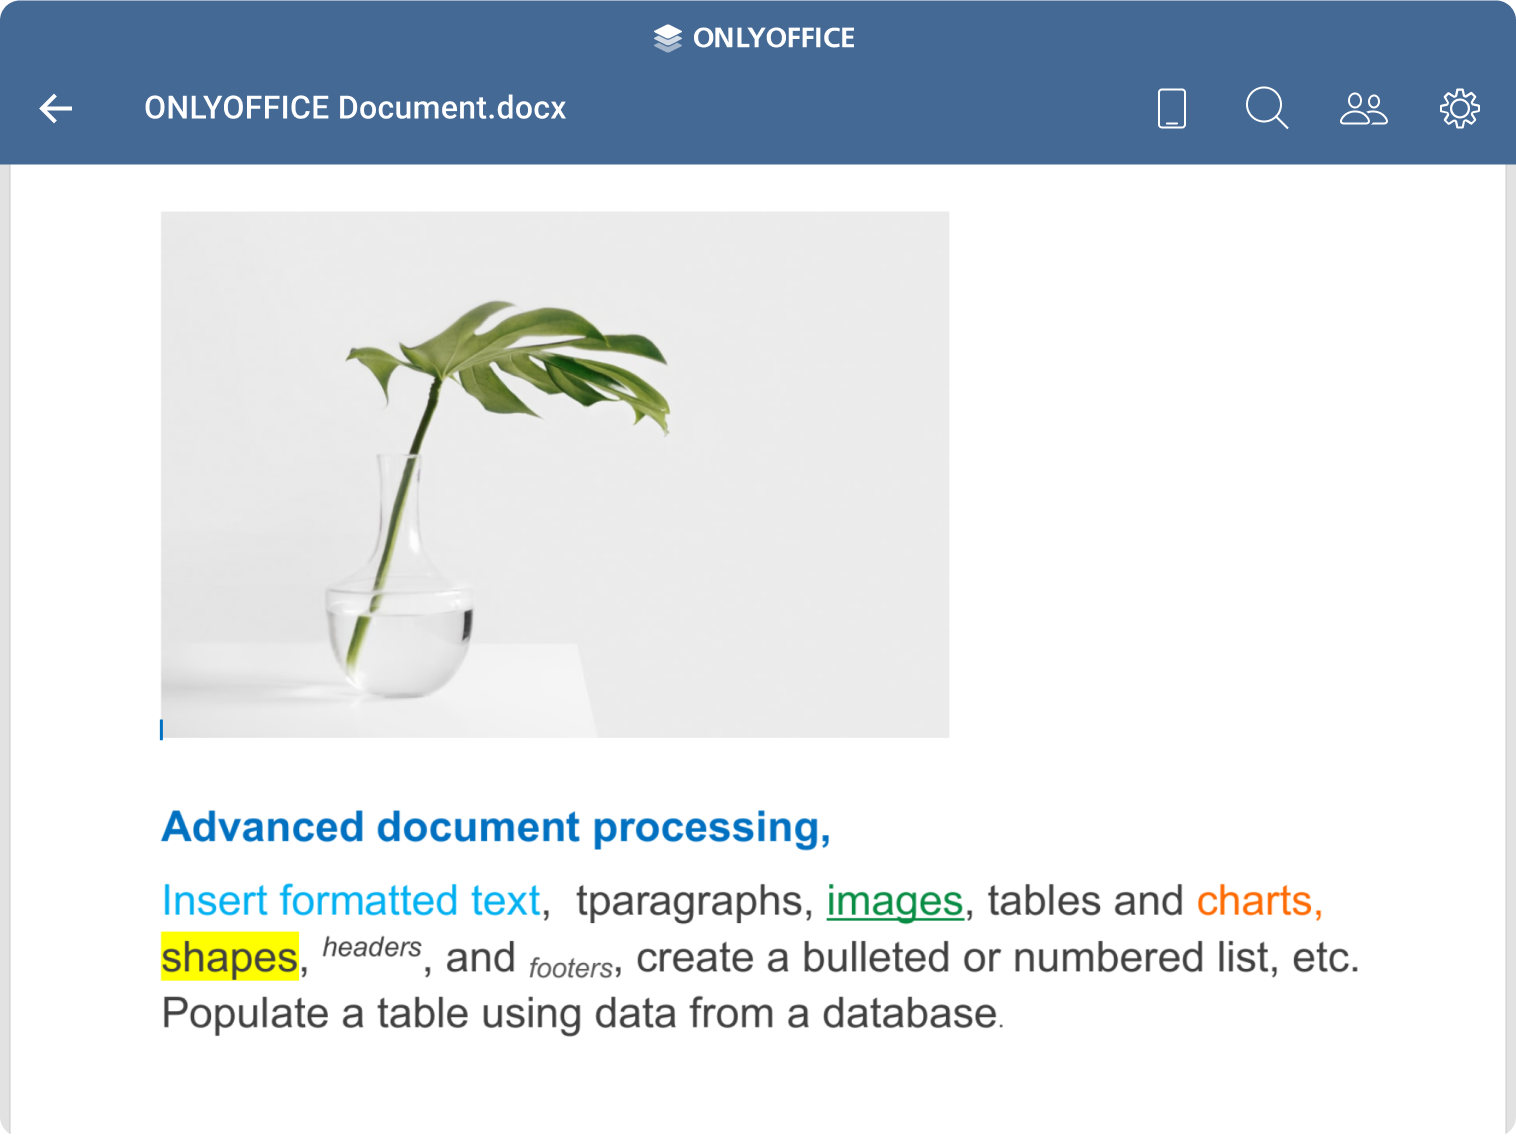 ONLYOFFICE
ONLYOFFICE Document.docx
Advanced document processing,
Insert formatted text,  tparagraphs, images, tables and charts,
shapes, headers, and footers, create a bulleted or numbered list, etc.
Populate a table using data from a database.